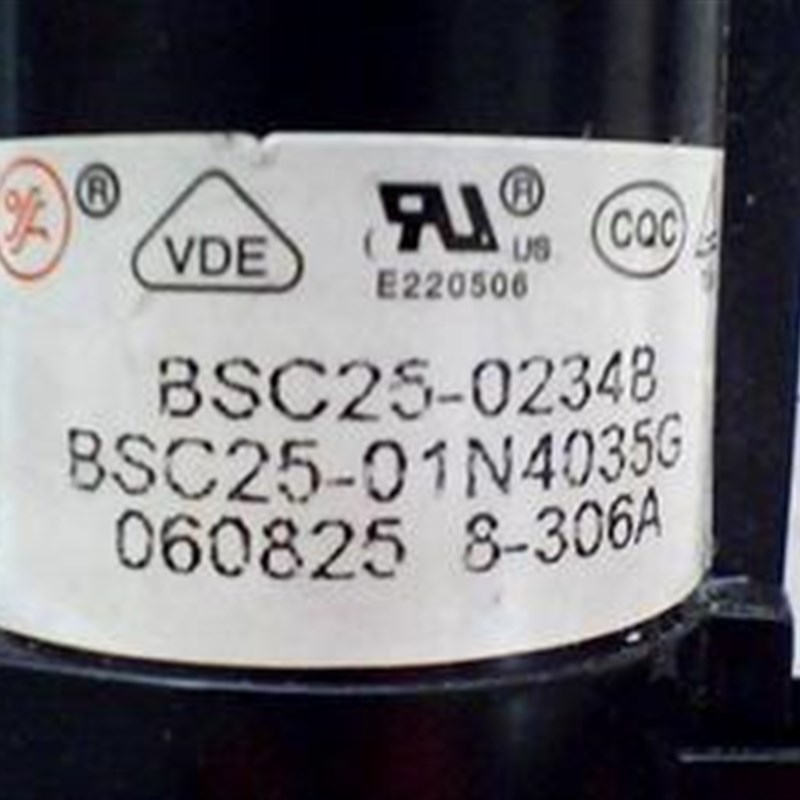 ® VDE ® US CQC
E220506
BSC25-0234B
BSC25-01N4035G
060825 8-306A